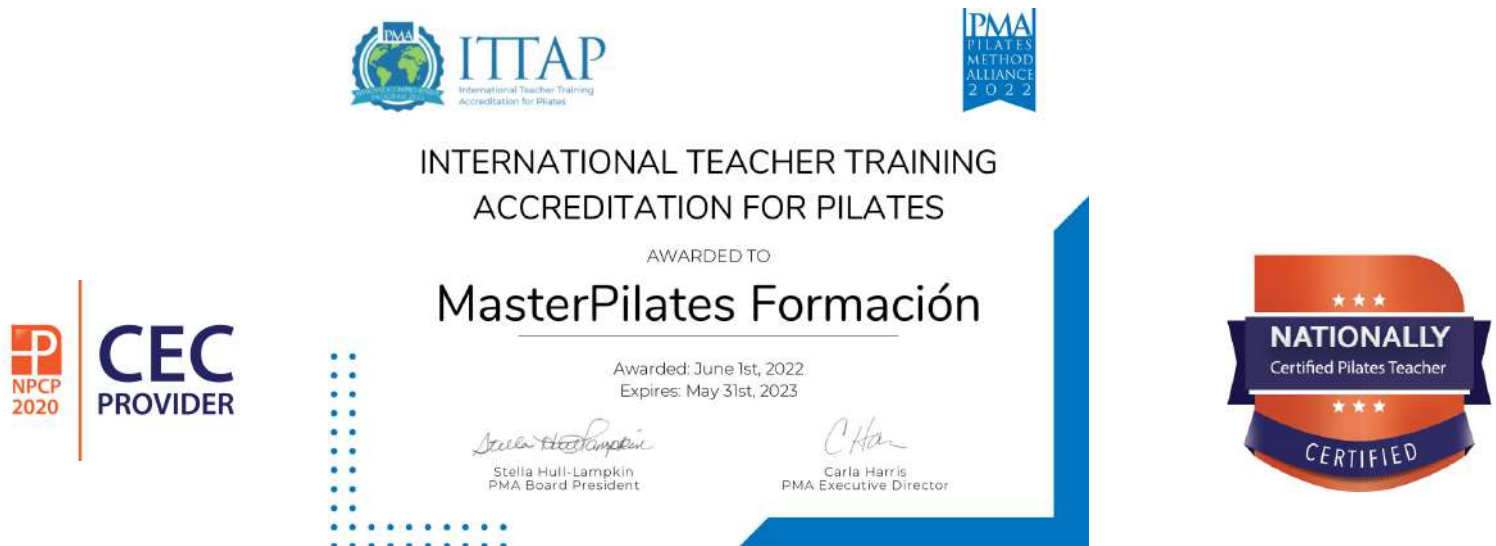 PMA
ITTAP
International Teacher Training
Accreditation for Pilates
PMA
PILATES
METHOD
ALLIANCE
2022
INTERNATIONAL TEACHER TRAINING
ACCREDITATION FOR PILATES
AWARDED TO
MasterPilates Formación
Awarded: June 1st, 2022
Expires: May 31st, 2023
Stella Hull-Lampkin
PMA Board President
Carla Harris
PMA Executive Director
NPCP
2020
CEC
PROVIDER
NATIONALLY
Certified Pilates Teacher
CERTIFIED